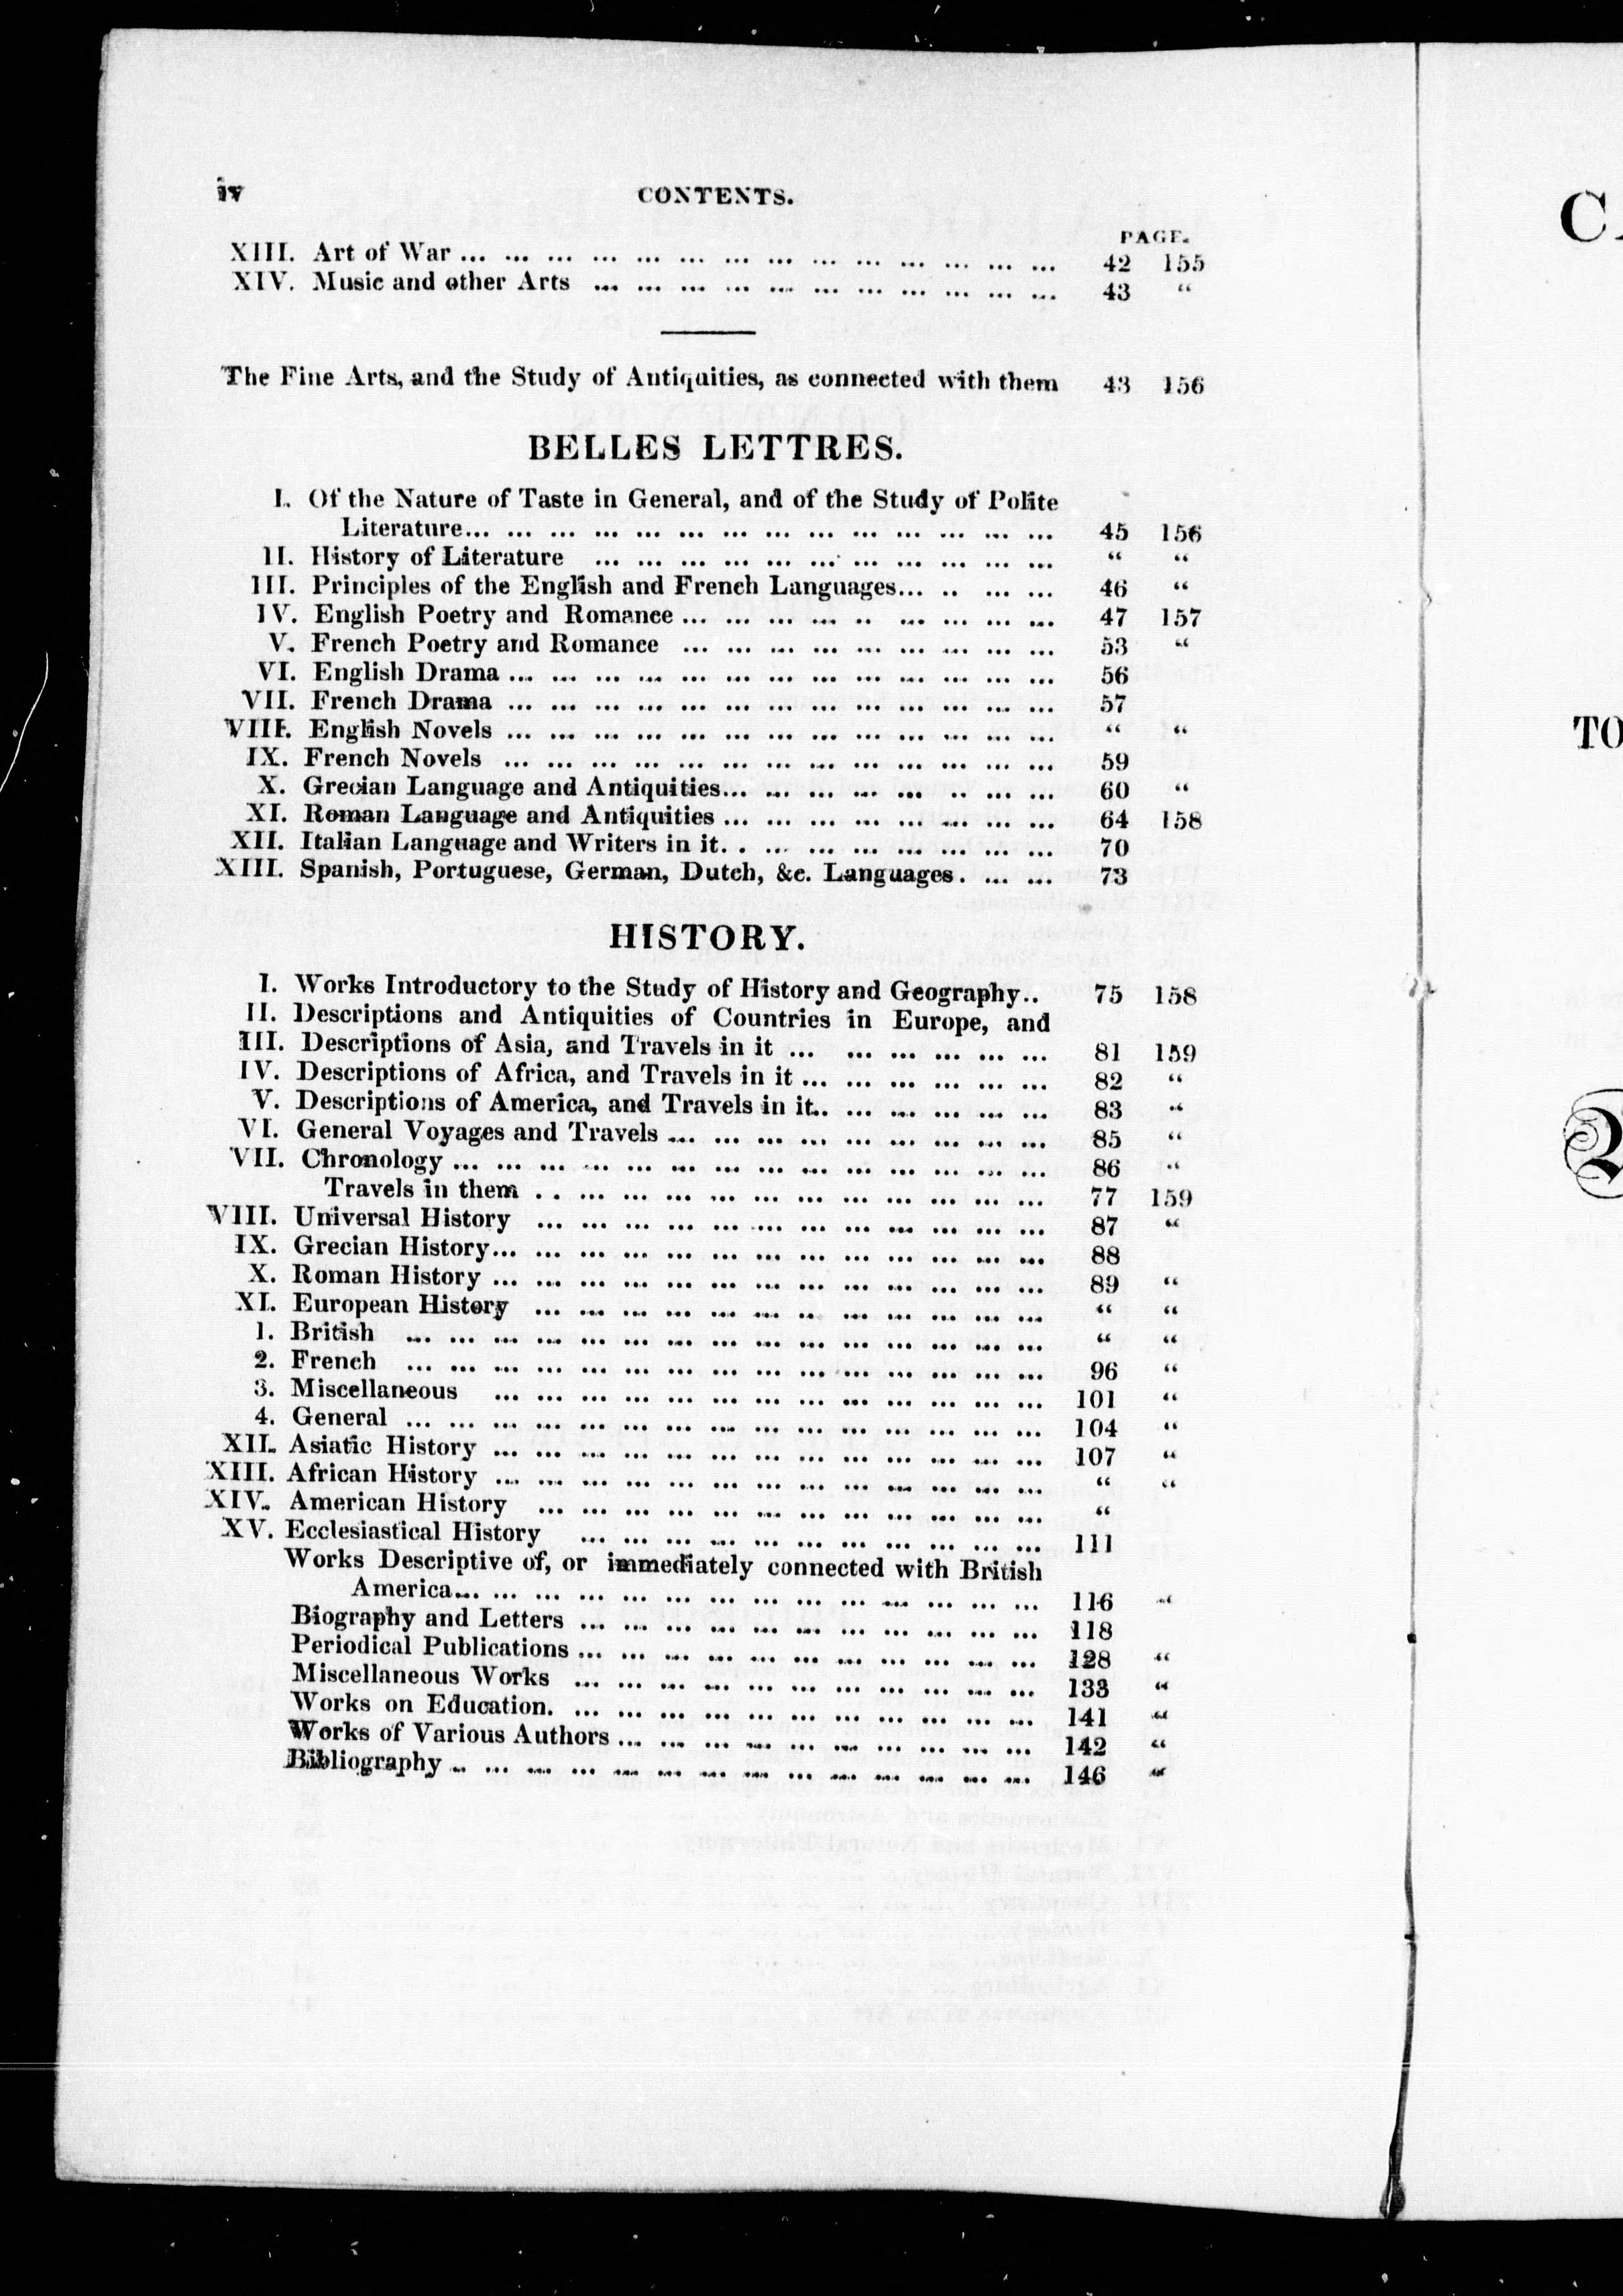 iv CONTENTS.
PAGE.
XIII. Art of War ... ... ... ... ... ... ... ... ... ... ... ... ... ... 42 155
XIV. Music and other Arts ... ... ... ... ... ... ... ... ... ... ... 43 “
The Fine Arts, and the Study of Antiquities, as connected with them 43 156
BELLES LETTRES.
I. Of the Nature of Taste in General, and of the Study of Polite
Literature... ... ... ... ... ... ... ... ... ... ... ... ... ... 45 156
II. History of Literature ... ... ... ... ... ... ... ... ... ... ... “ “
III. Principles of the English and French Languages... .. ... ... 46 “
IV. English Poetry and Romance ... ... ... ... .. ... ... ... ... 47 157
V. French Poetry and Romance ... ... ... ... ... ... ... ... ... 53 “
VI. English Drama ... ... ... ... ... ... ... ... ... ... ... ... ... 56
VII. French Drama ... ... ... ... ... ... ... ... ... ... ... ... ... 57
VIII. English Novels ... ... ... ... ... ... ... ... ... ... ... ... ... “ “
IX. French Novels ... ... ... ... ... ... ... ... ... ... ... ... ... 59
X. Grecian Language and Antiquities... ... ... ... ... .. ... ... 60 “
XI. Roman Language and Antiquities ... ... ... ... ... ... ... ... 64 158
XII. Italian Language and Writers in it. . ... ... ... ... ... ... ... 70
XIII. Spanish, Portuguese, German, Dutch, &c. Languages. ... ... 73
HISTORY.
I. Works Introductory to the Study of History and Geography.. 75 158
II. Descriptions and Antiquities of Countries in Europe, and
III. Descriptions of Asia, and Travels in it ... ... ... ... ... ... 81 159
IV. Descriptions of Africa, and Travels in it ... ... ... ... ... ... 82 “
V. Descriptions of America, and Travels in it.. ... ... ... ... ... 83 “
VI. General Voyages and Travels ... ... ... ... ... ... ... ... ... 85 “
VII. Chronology ... ... ... ... ... ... ... ... ... ... ... ... ... ... 86 “
Travels in them . . ... ... ... ... ... ... ... ... ... ... ... 77 159
VIII. Universal History ... ... ... ... ... ... ... ... ... ... ... ... 87 “
IX. Grecian History... ... ... ... ... ... ... ... ... ... ... ... ... 88
X. Roman History ... ... ... ... ... ... ... ... ... ... ... ... ... 89 “
XI. European History ... ... ... ... ... ... .. ... ... ... ... ... “ “
1. British ... ... ... ... ... ... ... ... ... ... ... ... ... ... ... “ “
2. French ... ... ... ... ... ... ... ... ... ... ... ... ... ... ... 96 “
3. Miscellaneous ... ... ... ... ... ... ... ... ... ... ... ... ... 101 “
4. General ... ... ... ... ... ... ... ... ... ... ... ... ... ... ... 104 “
XII. Asiatic History ... ... ... ... ... ... ... ... ... ... ... ... ... 107 “
XIII. African History ... ... ... ... ... ... ... ... ... ... ... ... ... “ “
XIV. American History ... ... ... ... ... ... ... ... ... ... ... ... “
XV. Ecclesiastical History ... ... ... ... ... ... ... ... ... ... ... 111
Works Descriptive of, or immediately connected with British
America... ... ... ... ... ... ... ... ... ... ... ... ... ... 116 “
Biography and Letters ... ... ... ... ... ... ... ... ... ... ... 118
Periodical Publications ... ... ... ... ... ... ... ... ... ... ... 128 “
Miscellaneous Works ... ... ... ... ... ... ... ... ... ... ... 133 “
Works on Education. ... ... ... ... ... ... ... ... ... ... ... 141 “
Works of Various Authors ... ... ... ... ... ... ... ... ... ... 142 “
Bibliography .. ... ... ... ... ... ... ... ... ... ... ... ... ... 146 “
C
TO